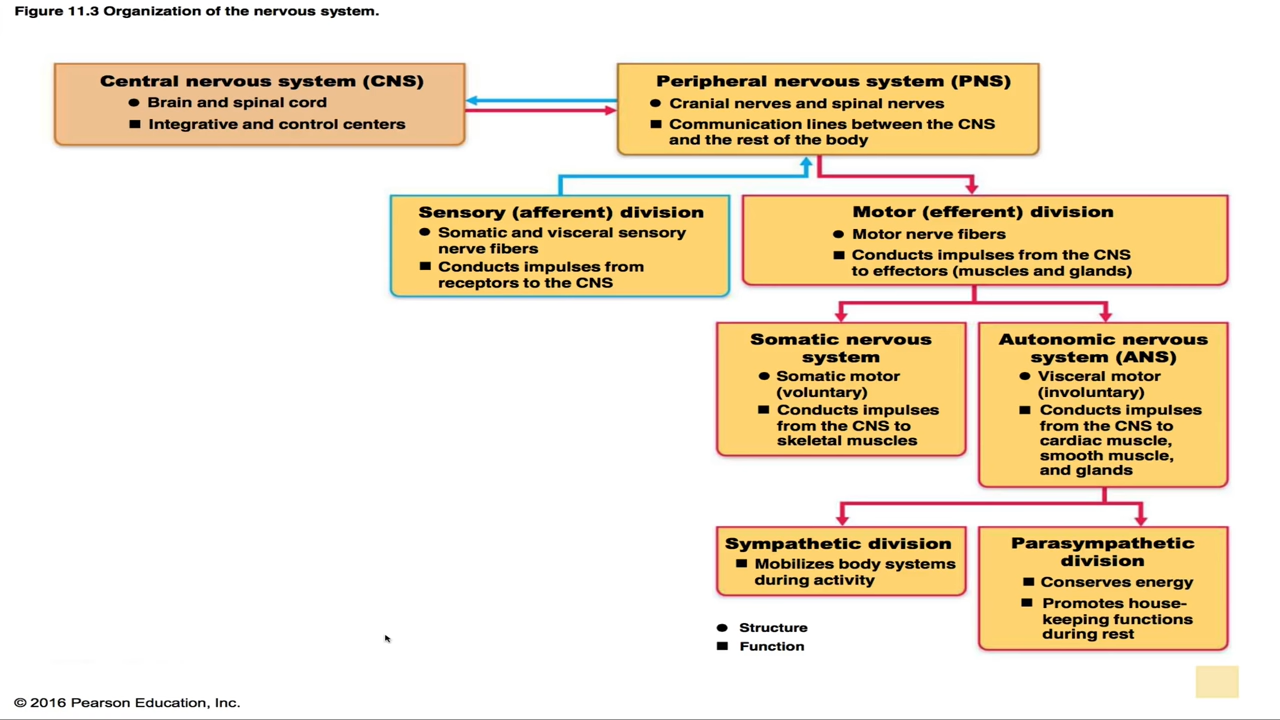 Figure 11.3 Organization of the nervous system.
Central nervous system (CNS)
● Brain and spinal cord
■ Integrative and control centers
Peripheral nervous system (PNS)
● Cranial nerves and spinal nerves
■ Communication lines between the CNS
and the rest of the body
Sensory (afferent) division
● Somatic and visceral sensory
nerve fibers
■ Conducts impulses from
receptors to the CNS
Motor (efferent) division
● Motor nerve fibers
■ Conducts impulses from the CNS
to effectors (muscles and glands)
Somatic nervous
system
● Somatic motor
(voluntary)
■ Conducts impulses
from the CNS to
skeletal muscles
Autonomic nervous
system (ANS)
● Visceral motor
(involuntary)
■ Conducts impulses
from the CNS to
cardiac muscle,
smooth muscle,
and glands
Sympathetic division
■ Mobilizes body systems
during activity
Parasympathetic
division
■ Conserves energy
■ Promotes house-
keeping functions
during rest
● Structure
■ Function
© 2016 Pearson Education, Inc.